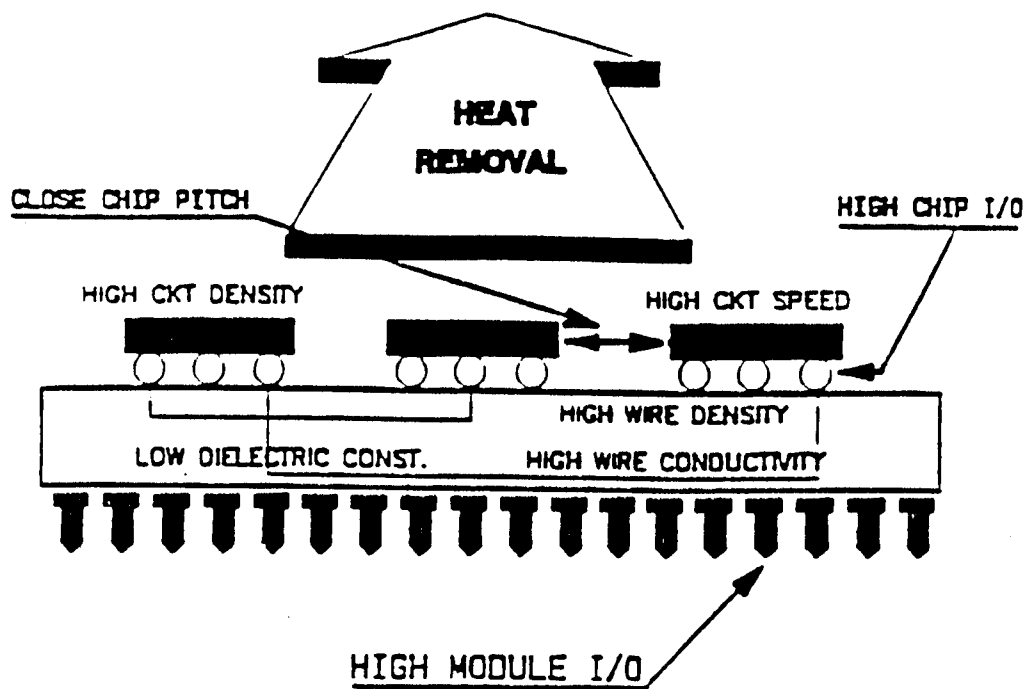 HEAT
REMOVAL
CLOSE CHIP PITCH
HIGH CHIP I/O
HIGH CKT DENSITY
HIGH CKT SPEED
HIGH WIRE DENSITY
LOW DIELECTRIC CONST.
HIGH WIRE CONDUCTIVITY
HIGH MODULE I/O